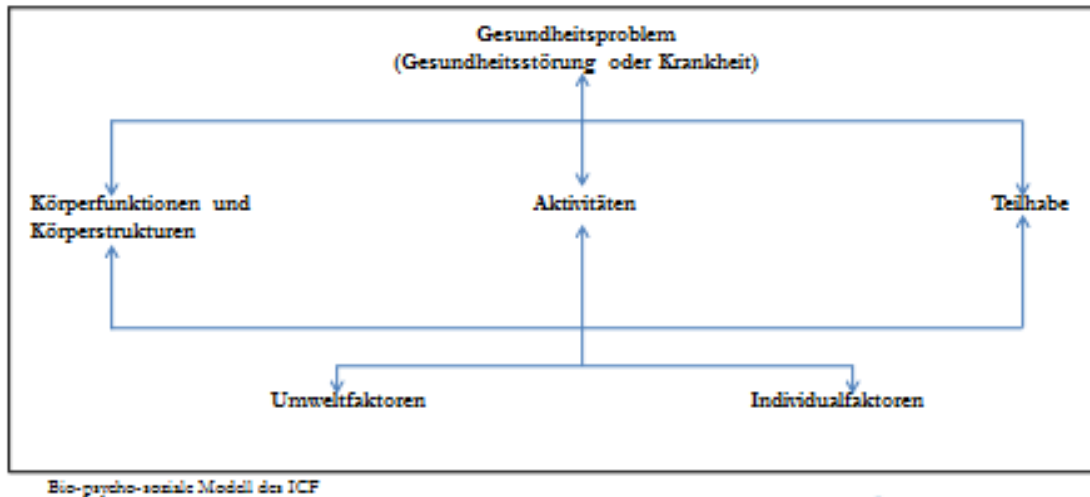 Gesundheitsproblem
(Gesundheitsstörung oder Krankheit)
Körperfunktionen und
Körperstrukturen
Aktivitäten
Teilhabe
Umweltfaktoren
Individualfaktoren
Bio-psycho-soziale Modell des ICF